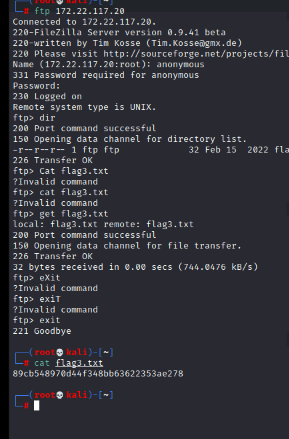 # ftp 172.22.117.20
Connected to 172.22.117.20.
220-FileZilla Server version 0.9.41 beta
220-written by Tim Kosse (Tim.Kosse@gmx.de)
220 Please visit http://sourceforge.net/projects/fil
Name (172.22.117.20:root): anonymous
331 Password required for anonymous
Password:
230 Logged on
Remote system type is UNIX.
ftp> dir
200 Port command successful
150 Opening data channel for directory list.
-r--r--r-- 1 ftp ftp 32 Feb 15 2022 fla
226 Transfer OK
ftp> Cat flag3.txt
?Invalid command
ftp> cat flag3.txt
?Invalid command
ftp> get flag3.txt
local: flag3.txt remote: flag3.txt
200 Port command successful
150 Opening data channel for file transfer.
226 Transfer OK
32 bytes received in 0.00 secs (744.0476 kB/s)
ftp> eXit
?Invalid command
ftp> exiT
?Invalid command
ftp> exit
221 Goodbye
(root💀kali)-[~]
# cat flag3.txt
89cb548970d44f348bb63622353ae278
(root💀kali)-[~]
#